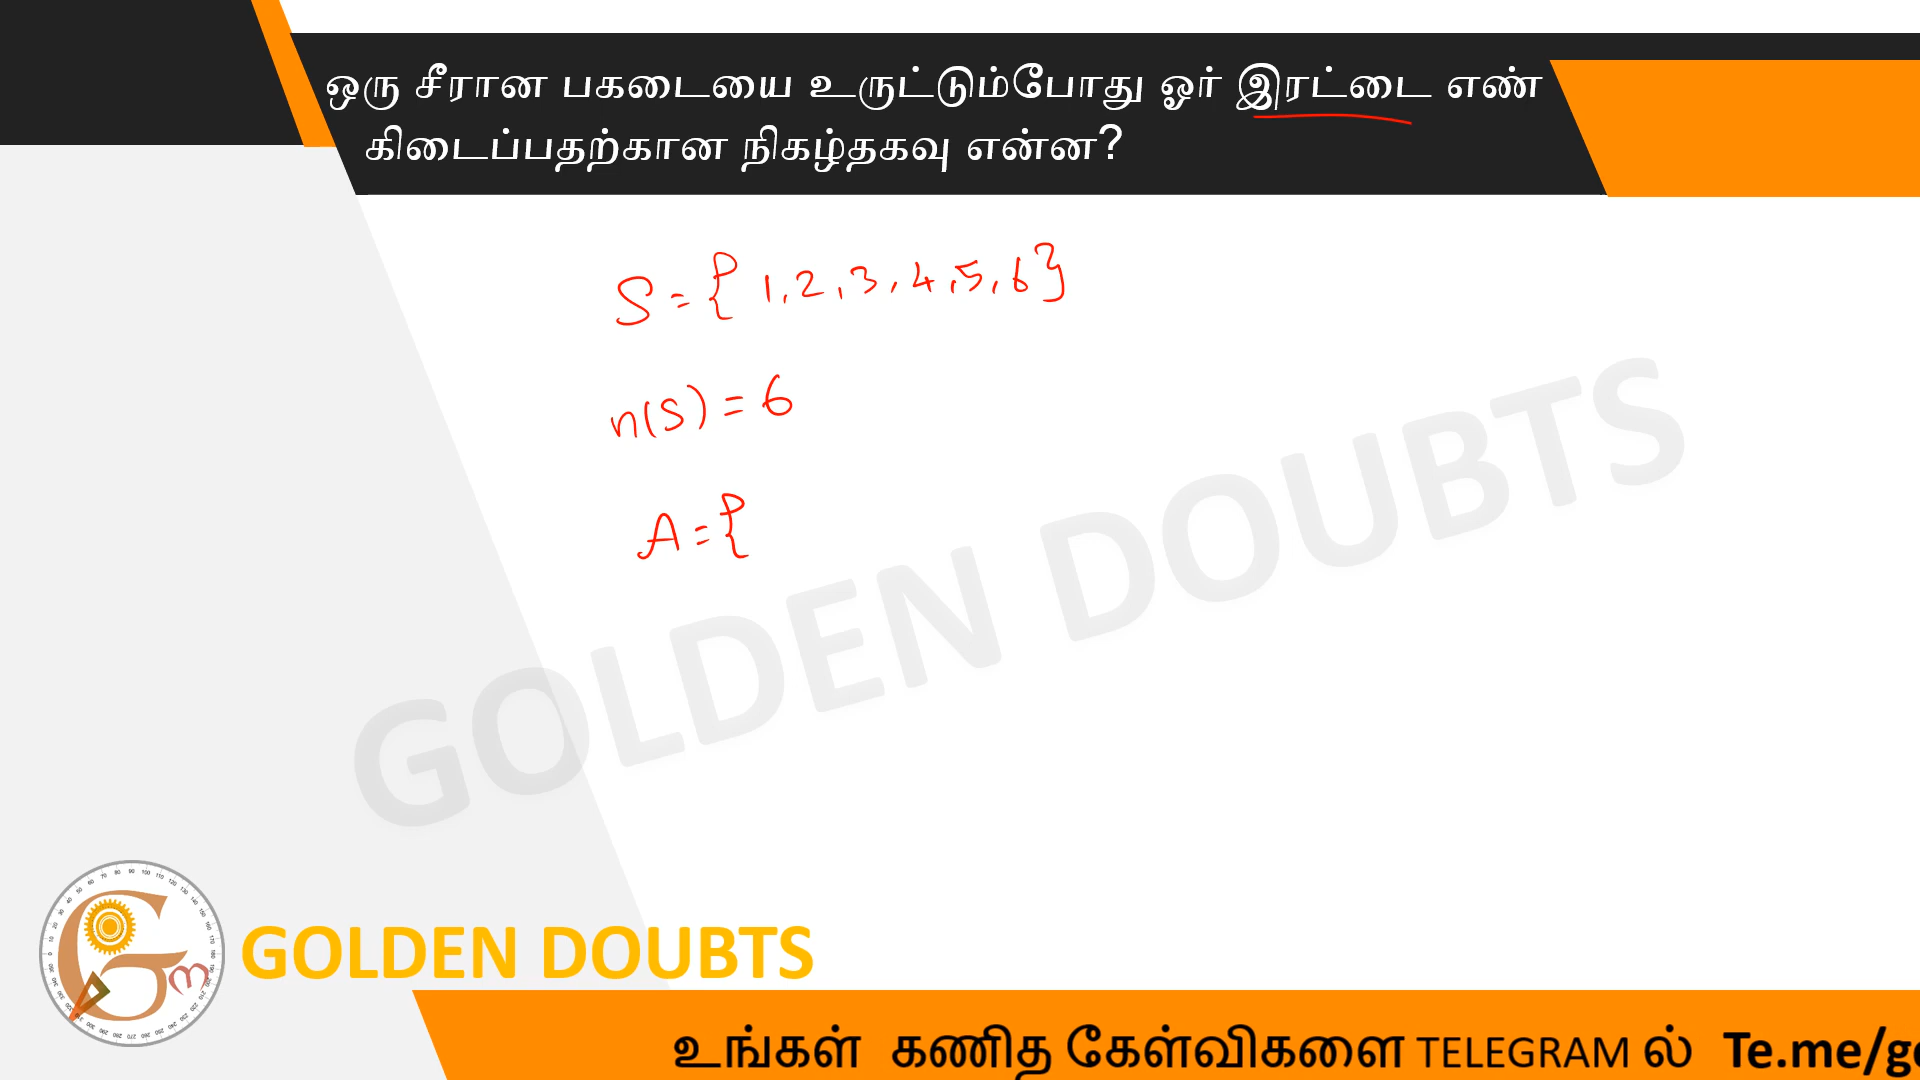 ஒரு சீரான பகடையை உருட்டும்போது ஓர் இரட்டை எண்
கிடைப்பதற்கான நிகழ்தகவு என்ன?
S = { 1, 2, 3, 4, 5, 6 }
n(S) = 6
A = {
GOLDEN DOUBTS
GOLDEN DOUBTS
உங்கள் கணித கேள்விகளை TELEGRAM ல் Te.me/go